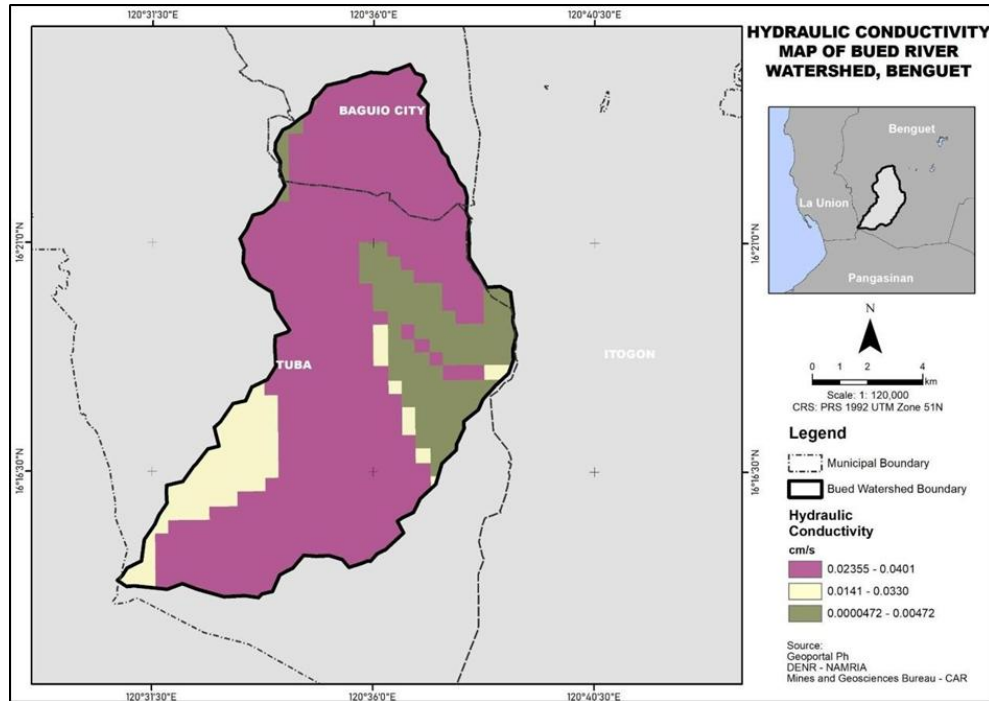 120°31'30"E
120°36'0"E
120°40'30"E
HYDRAULIC CONDUCTIVITY
MAP OF BUED RIVER
WATERSHED, BENGUET
BAGUIO CITY
Benguet
La Union
Pangasinan
16°21'0"N
16°21'0"N
TUBA
ITOGON
N
0 2 4
km
Scale: 1: 120,000
CRS: PRS 1992 UTM Zone 51N
Legend
Municipal Boundary
Bued Watershed Boundary
16°16'30"N
16°16'30"N
Hydraulic
Conductivity
cm/s
0.02355 - 0.0401
0.0141 - 0.0330
0.0000472 - 0.00472
Source:
Geoportal Ph
DENR - NAMRIA
Mines and Geosciences Bureau - CAR
120°31'30"E
120°36'0"E
120°40'30"E